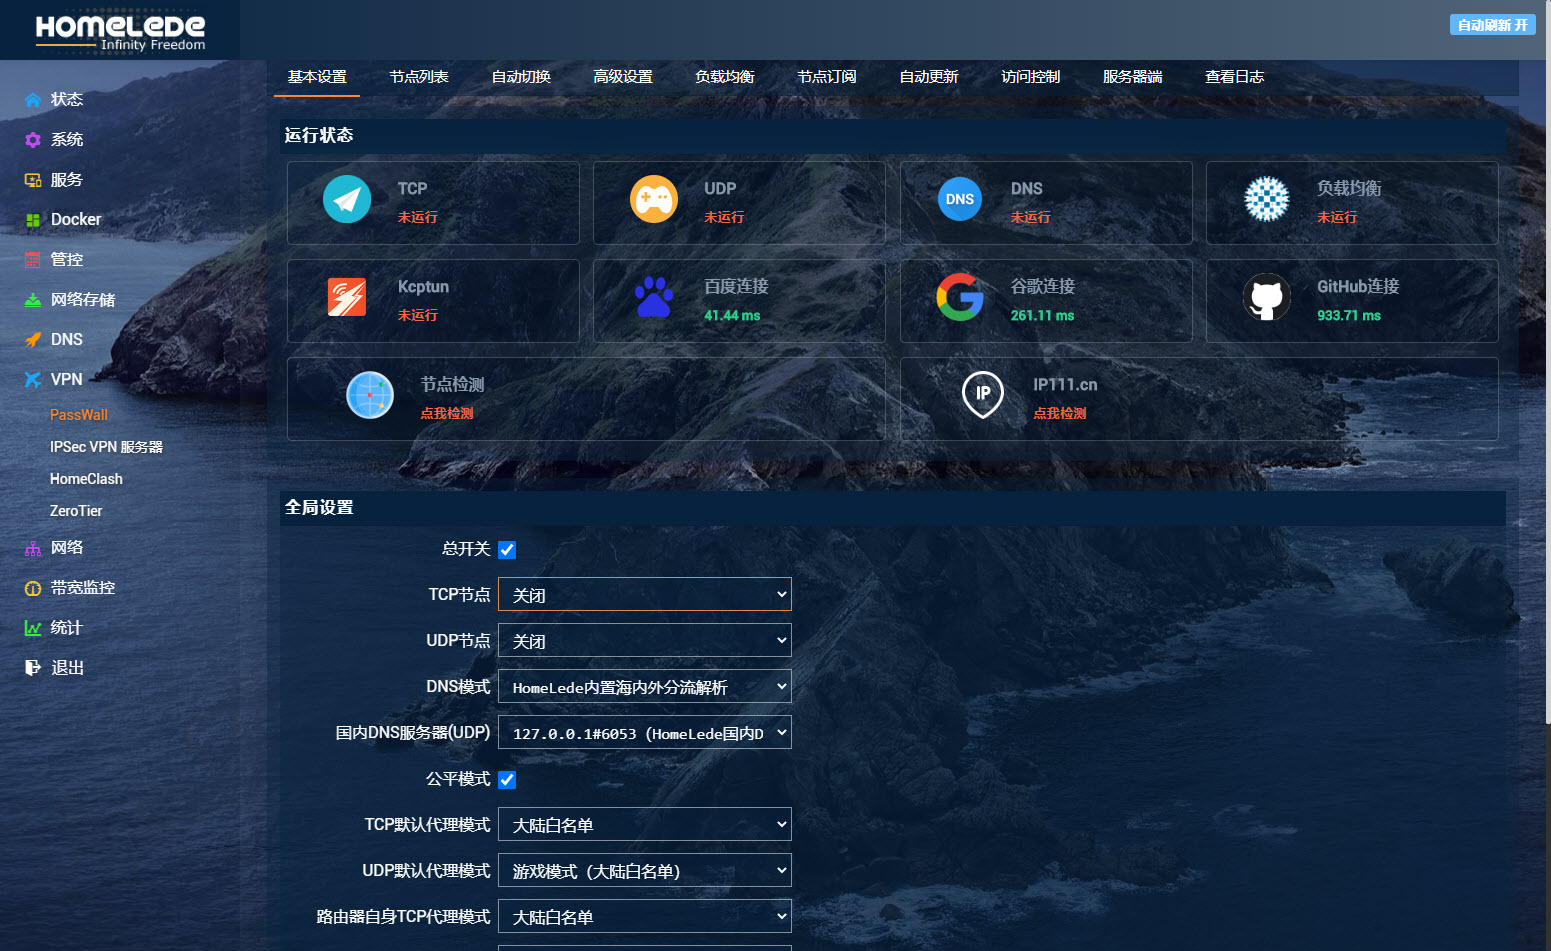 HOMELEDE
Infinity Freedom
自动刷新 开
状态
系统
服务
Docker
管控
网络存储
DNS
VPN
PassWall
IPSec VPN 服务器
HomeClash
ZeroTier
网络
带宽监控
统计
退出
基本设置 节点列表 自动切换 高级设置 负载均衡 节点订阅 自动更新 访问控制 服务器端 查看日志
运行状态
TCP
未运行
UDP
未运行
DNS
DNS
未运行
负载均衡
未运行
Kcptun
未运行
百度连接
41.44 ms
谷歌连接
261.11 ms
GitHub连接
933.71 ms
节点检测
点我检测
IP
IP111.cn
点我检测
全局设置
总开关
TCP节点 关闭
UDP节点 关闭
DNS模式 HomeLede内置海内外分流解析
国内DNS服务器(UDP) 127.0.0.1#6053 (HomeLede国内D
公平模式
TCP默认代理模式 大陆白名单
UDP默认代理模式 游戏模式（大陆白名单）
路由器自身TCP代理模式 大陆白名单